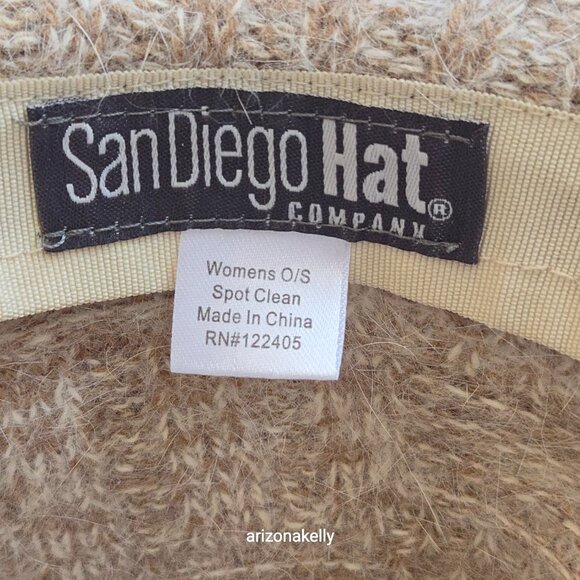 San Diego Hat
COMPANY
®
Womens O/S
Spot Clean
Made In China
RN#122405
arizonakelly